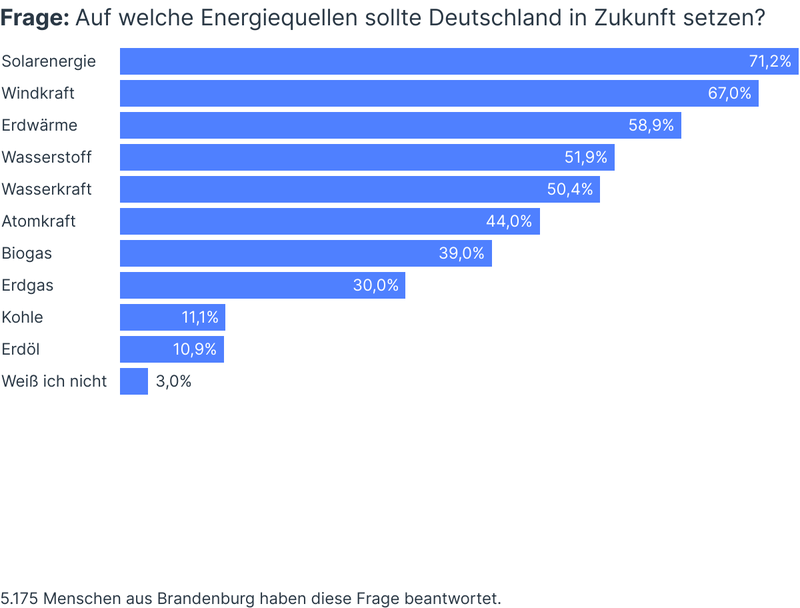 Frage: Auf welche Energiequellen sollte Deutschland in Zukunft setzen?
Solarenergie 71,2%
Windkraft 67,0%
Erdwärme 58,9%
Wasserstoff 51,9%
Wasserkraft 50,4%
Atomkraft 44,0%
Biogas 39,0%
Erdgas 30,0%
Kohle 11,1%
Erdöl 10,9%
Weiß ich nicht 3,0%
5.175 Menschen aus Brandenburg haben diese Frage beantwortet.